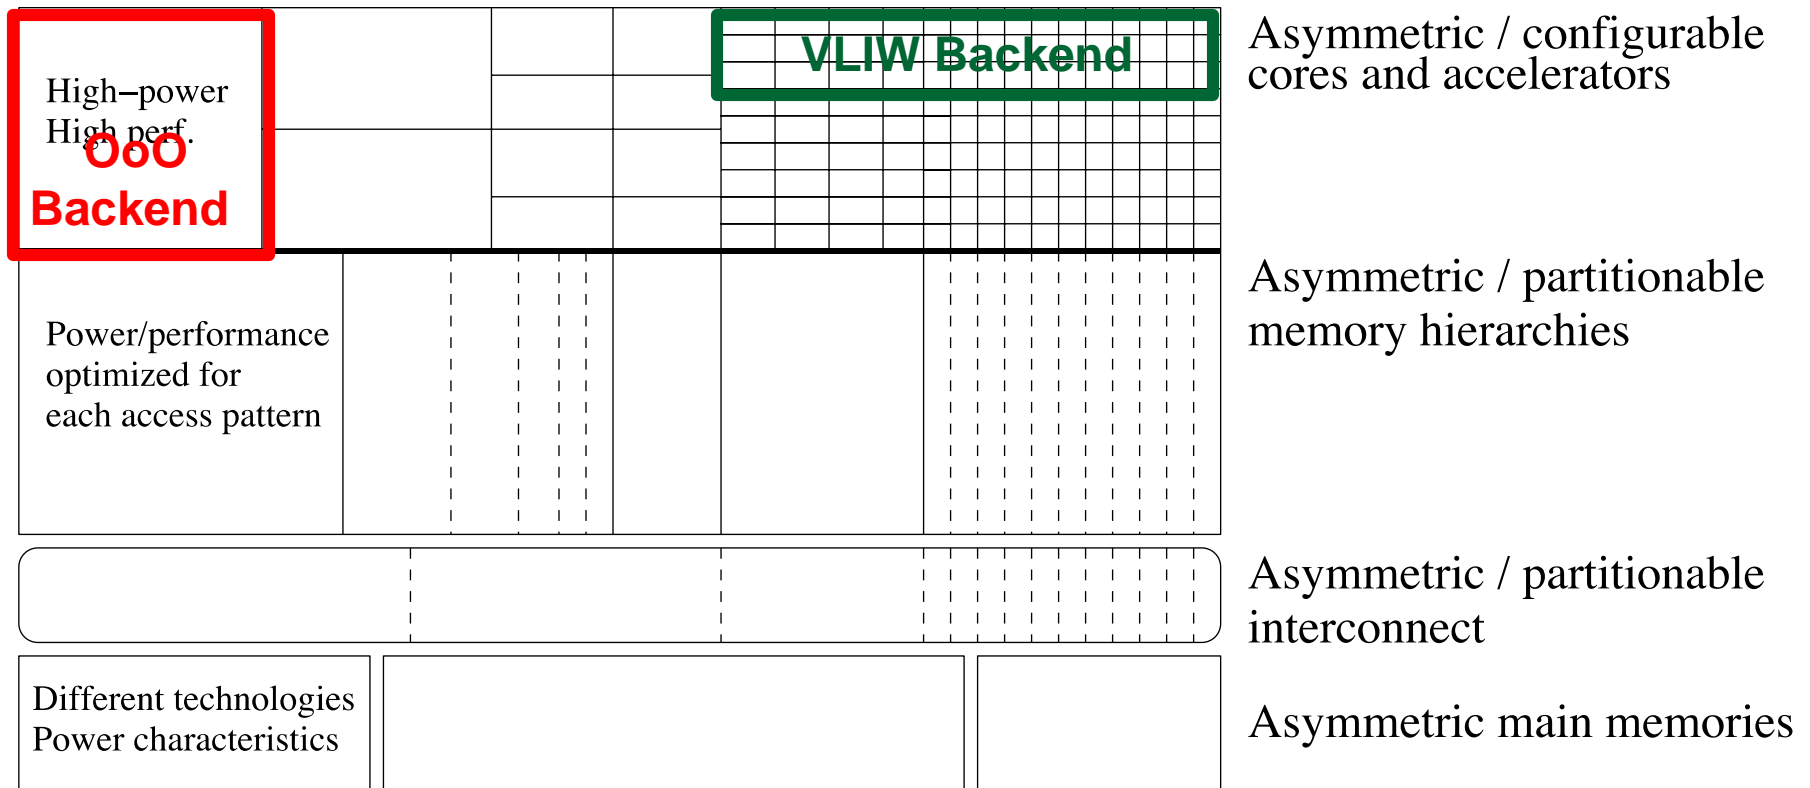 High–power
High perf.
OoO
Backend
VLIW Backend
Asymmetric / configurable
cores and accelerators
Power/performance
optimized for
each access pattern
Asymmetric / partitionable
memory hierarchies
Asymmetric / partitionable
interconnect
Different technologies
Power characteristics
Asymmetric main memories